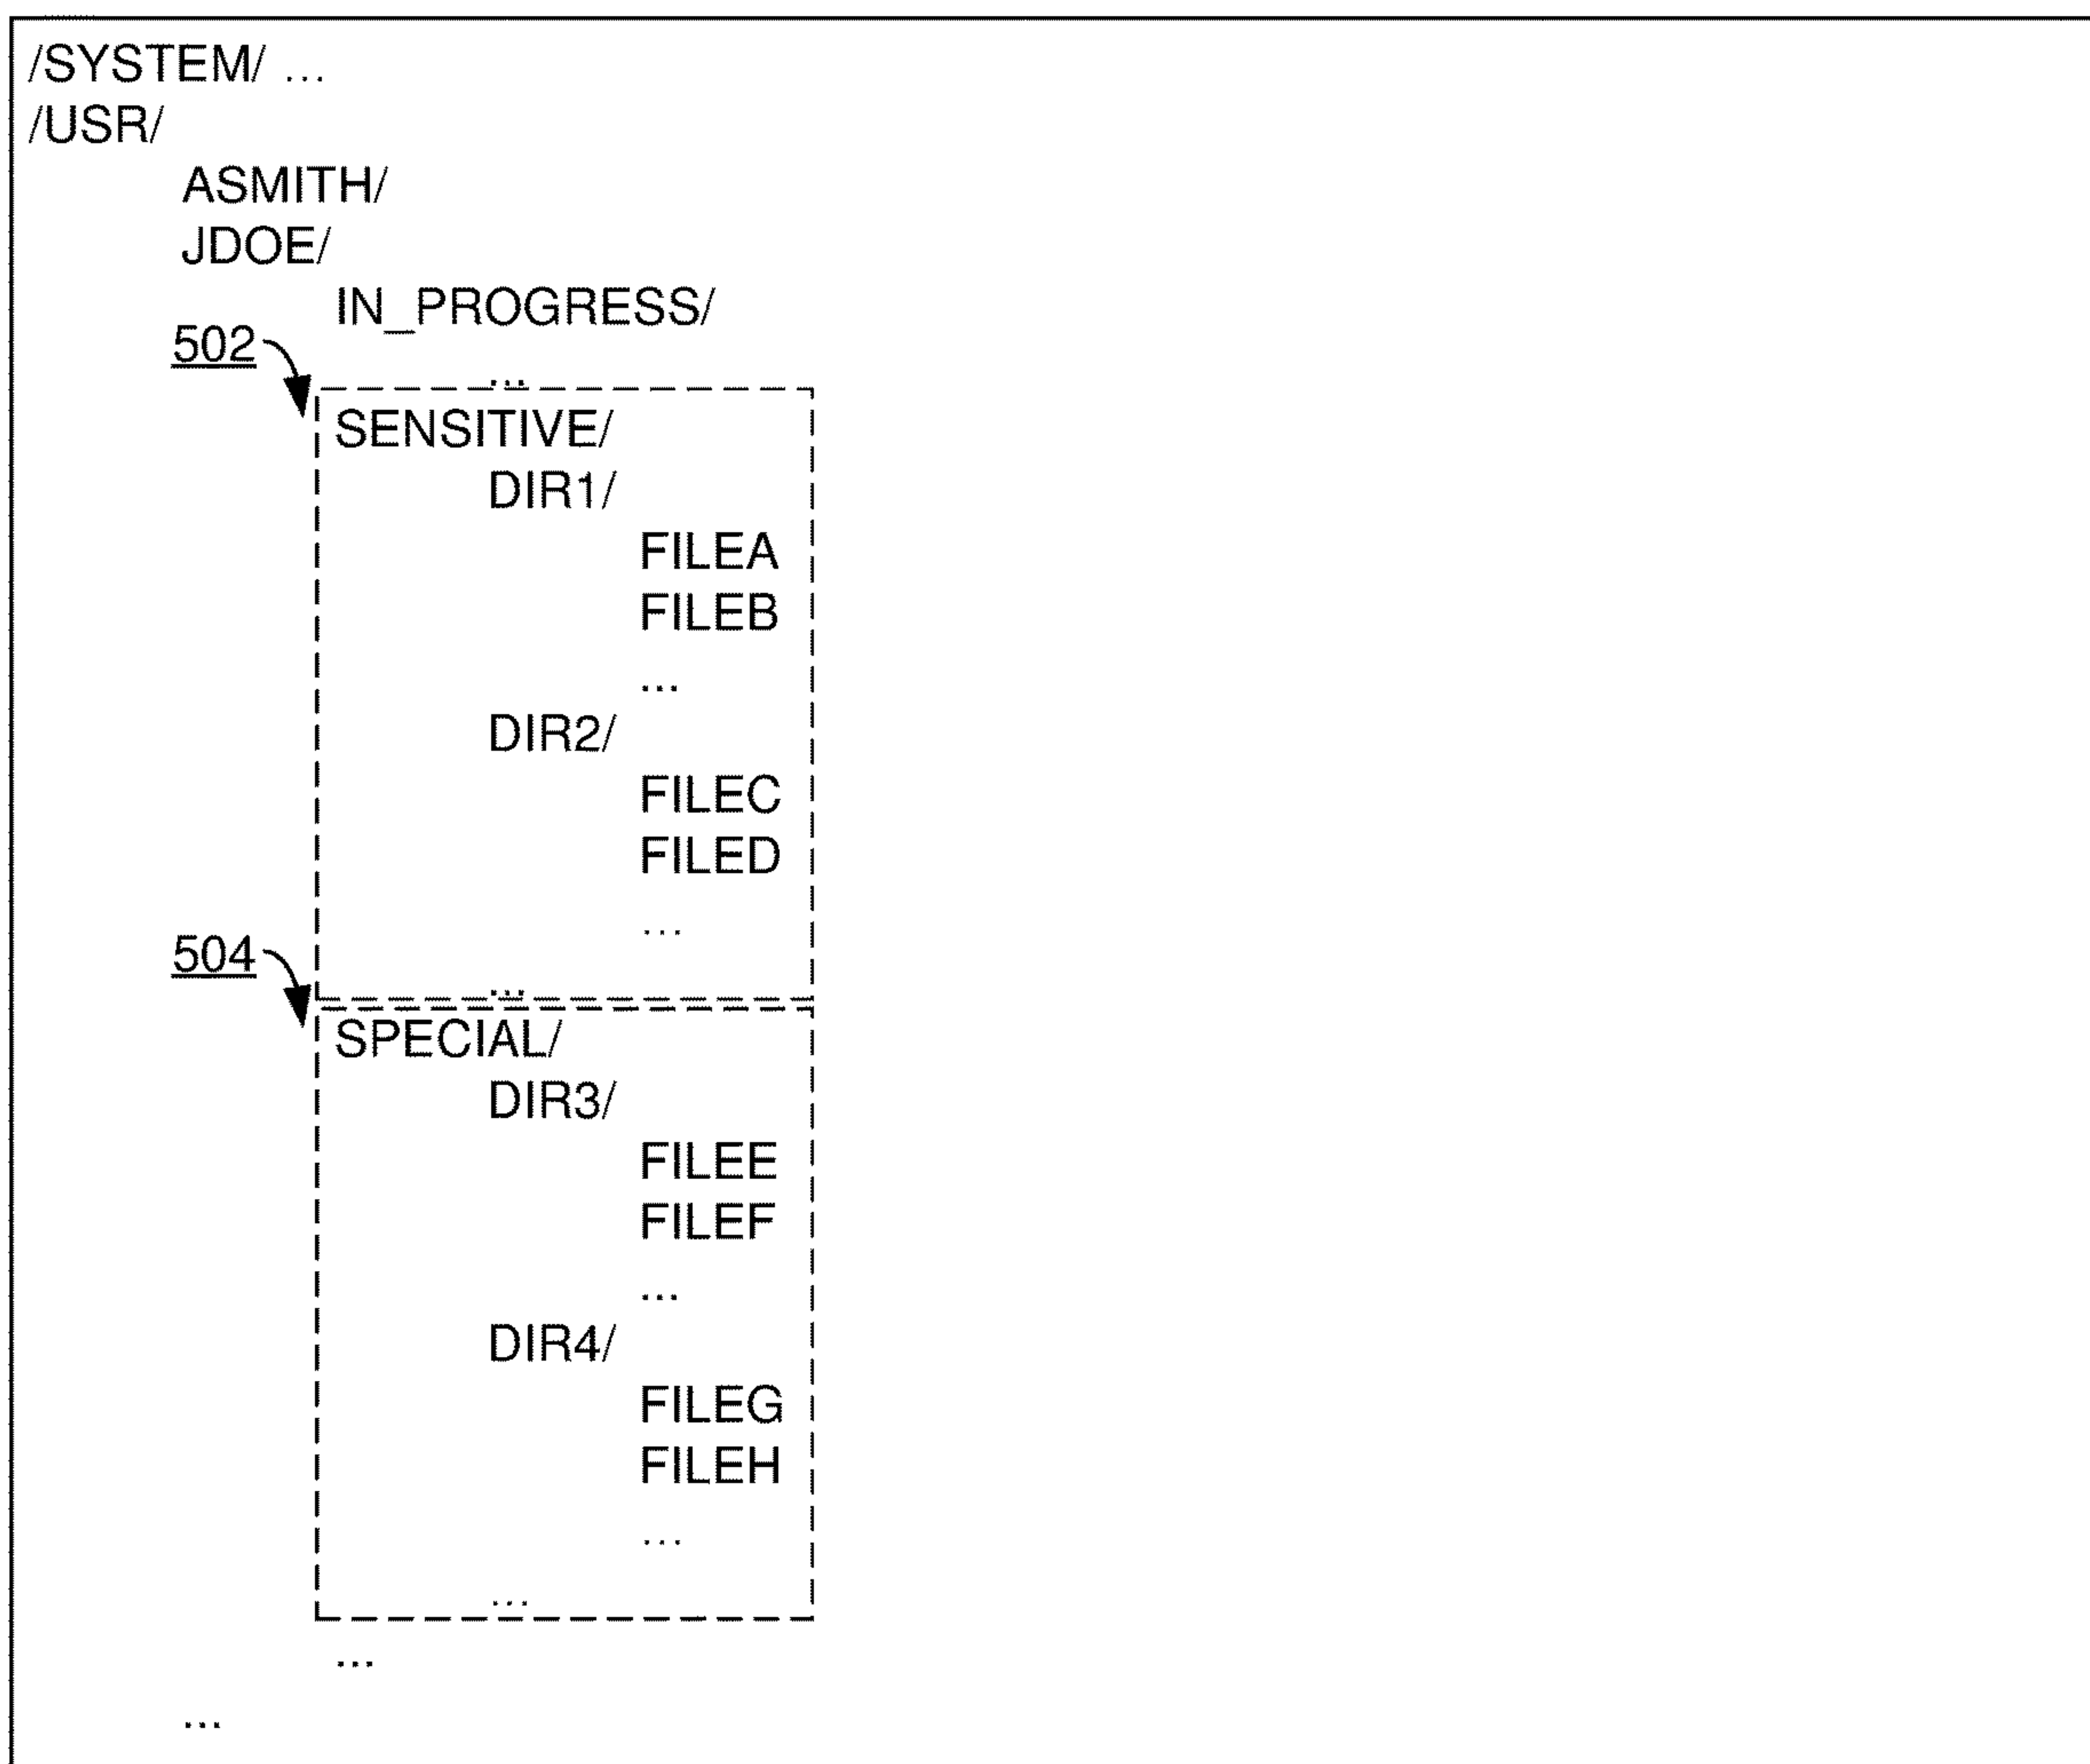 /SYSTEM/ ...
/USR/
ASMITH/
JDOE/
IN_PROGRESS/
502
...
SENSITIVE/
DIR1/
FILEA
FILEB
...
DIR2/
FILEC
FILED
...
504
...
SPECIAL/
DIR3/
FILEE
FILEF
...
DIR4/
FILEG
FILEH
...
...
...
...